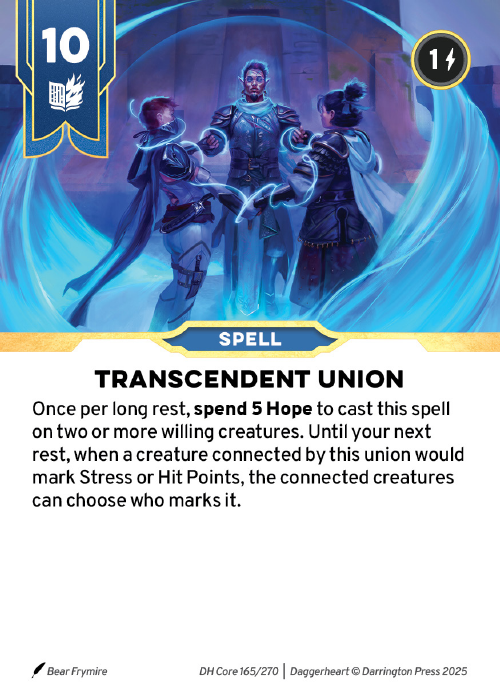 10
1
SPELL
TRANSCENDENT UNION
Once per long rest, spend 5 Hope to cast this spell
on two or more willing creatures. Until your next
rest, when a creature connected by this union would
mark Stress or Hit Points, the connected creatures
can choose who marks it.
Bear Frymire DH Core 165/270 | Daggerheart © Darrington Press 2025